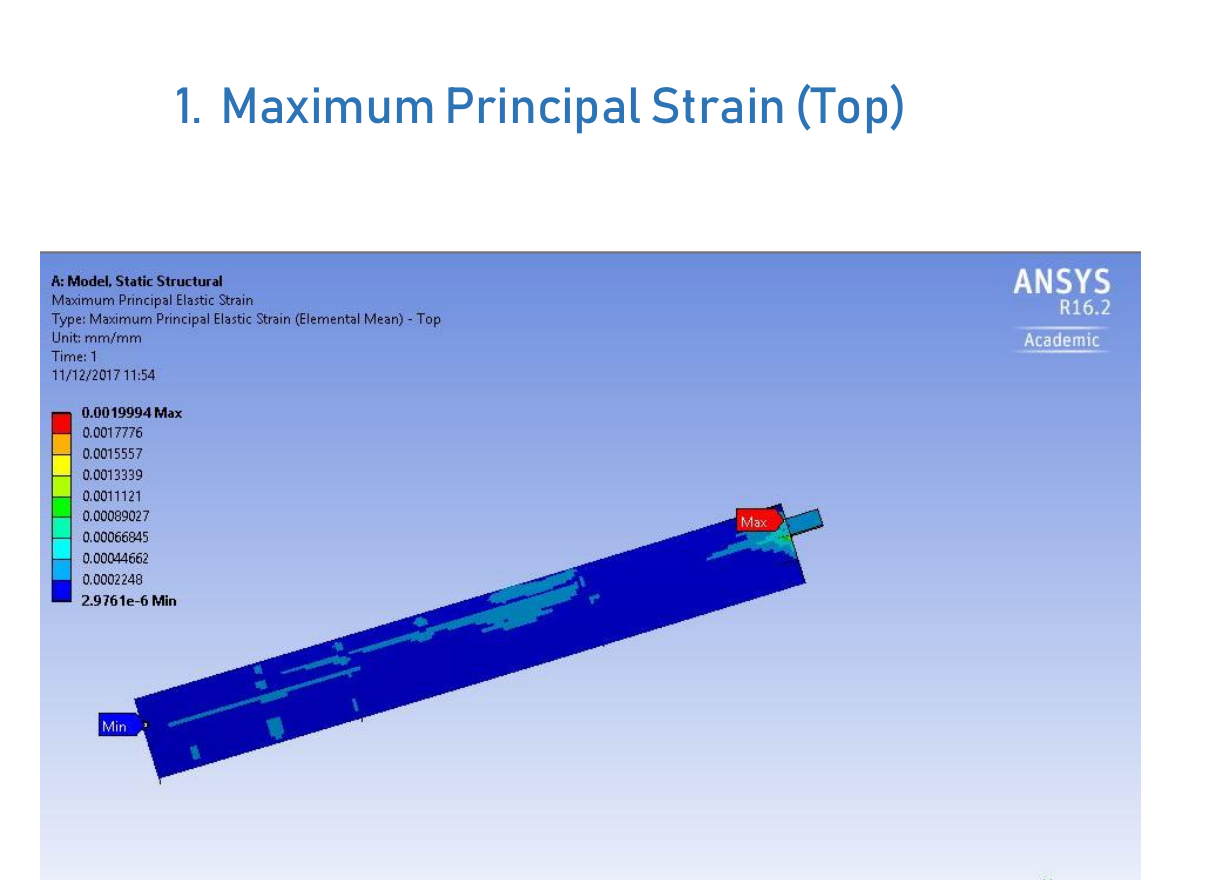 1. Maximum Principal Strain (Top)
A: Model, Static Structural
Maximum Principal Elastic Strain
Type: Maximum Principal Elastic Strain (Elemental Mean) - Top
Unit: mm/mm
Time: 1
11/12/2017 11:54
ANSYS
R16.2
Academic
0.0019994 Max
0.0017776
0.0015557
0.0013339
0.0011121
0.00089027
0.00066845
0.00044662
0.0002248
2.9761e-6 Min
Max
Min